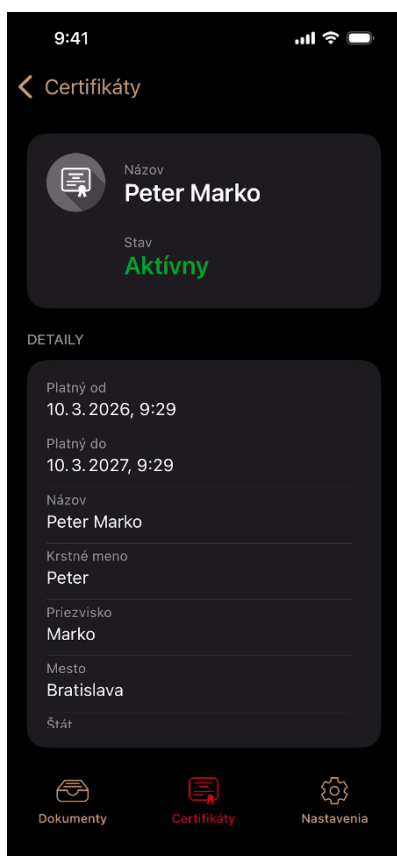 9:41
Certifikáty
Názov
Peter Marko
Stav
Aktívny
DETAILY
Platný od
10. 3. 2026, 9:29
Platný do
10. 3. 2027, 9:29
Názov
Peter Marko
Krstné meno
Peter
Priezvisko
Marko
Mesto
Bratislava
Štát
Dokumenty
Certifikáty
Nastavenia